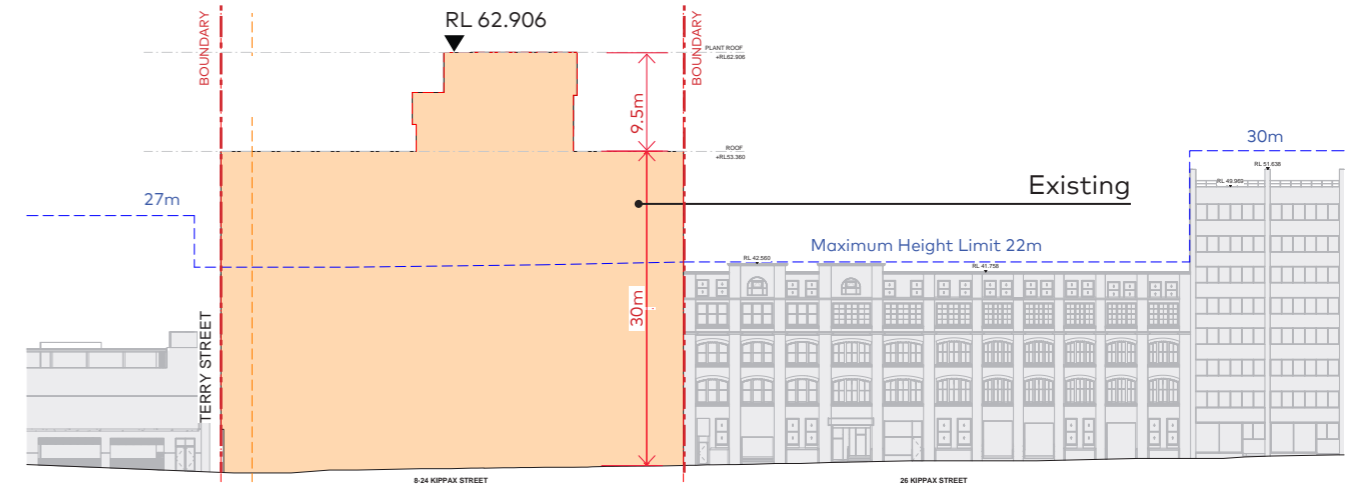 BOUNDARY
RL 62.906
BOUNDARY
PLANT ROOF
+RL62.906
9.5m
ROOF
+RL53.360
30m
RL 51.638
RL 49.969
27m
Existing
Maximum Height Limit 22m
RL 42.560
RL 41.758
30m
TERRY STREET
8-24 KIPPAX STREET
26 KIPPAX STREET